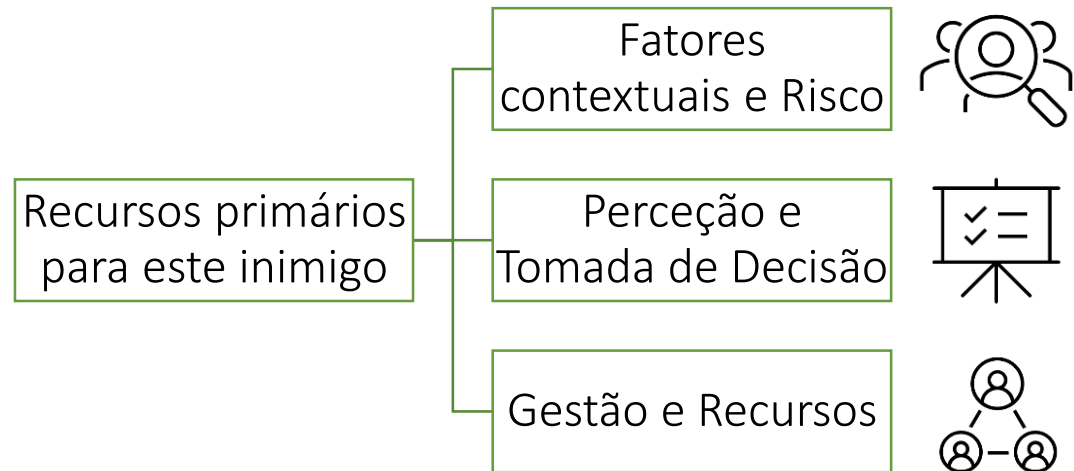 Fatores
contextuais e Risco
Recursos primários
para este inimigo
Perceção e
Tomada de Decisão
Gestão e Recursos